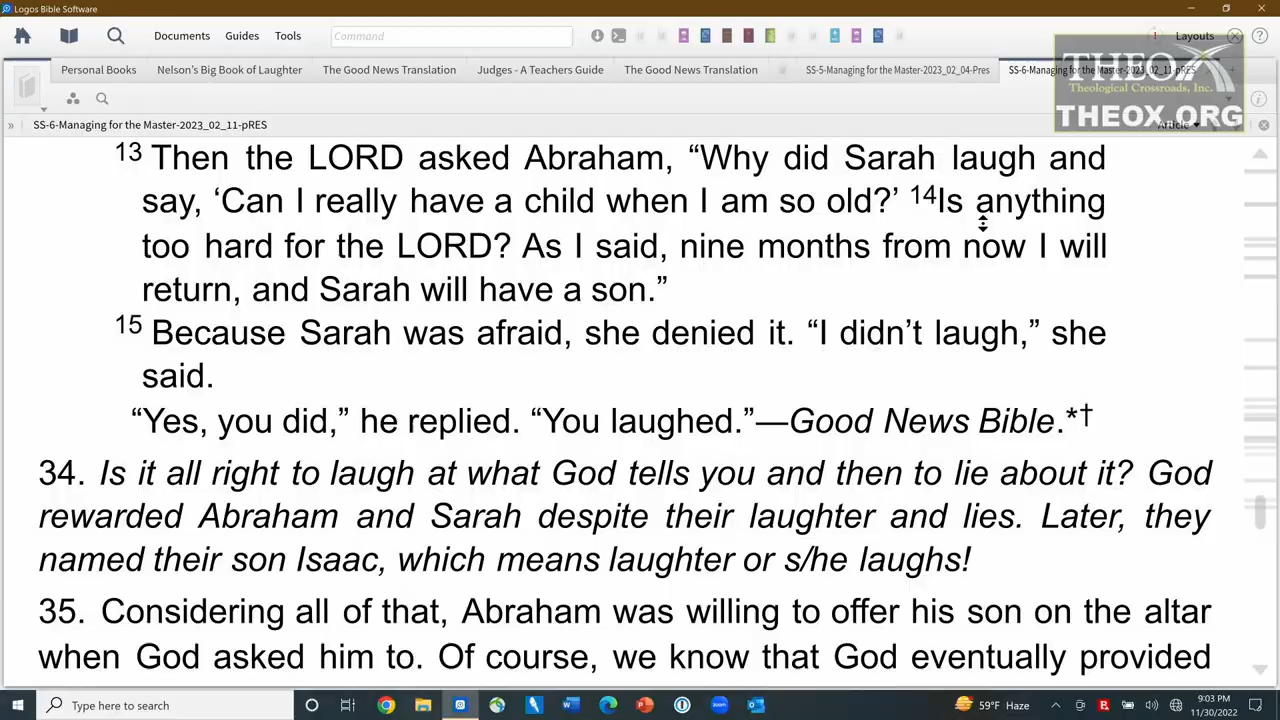 Logos Bible Software
Documents Guides Tools Command Layouts
Personal Books Nelson's Big Book of Laughter The Go Judges - A Teachers Guide The Good News Translation SS-5-Managing for the Master-2023_02_04-Pres SS-6-Managing for the Master-2023_02_11-pRES
THEOX
Theological Crossroads, Inc.
THEOX.ORG
SS-6-Managing for the Master-2023_02_11-pRES Article
13 Then the LORD asked Abraham, “Why did Sarah laugh and
say, ‘Can I really have a child when I am so old?’ 14Is anything
too hard for the LORD? As I said, nine months from now I will
return, and Sarah will have a son.”
15 Because Sarah was afraid, she denied it. “I didn’t laugh,” she
said.
“Yes, you did,” he replied. “You laughed.”—Good News Bible.*†
34. Is it all right to laugh at what God tells you and then to lie about it? God
rewarded Abraham and Sarah despite their laughter and lies. Later, they
named their son Isaac, which means laughter or s/he laughs!
35. Considering all of that, Abraham was willing to offer his son on the altar
when God asked him to. Of course, we know that God eventually provided
Type here to search 59°F Haze 9:03 PM
11/30/2022